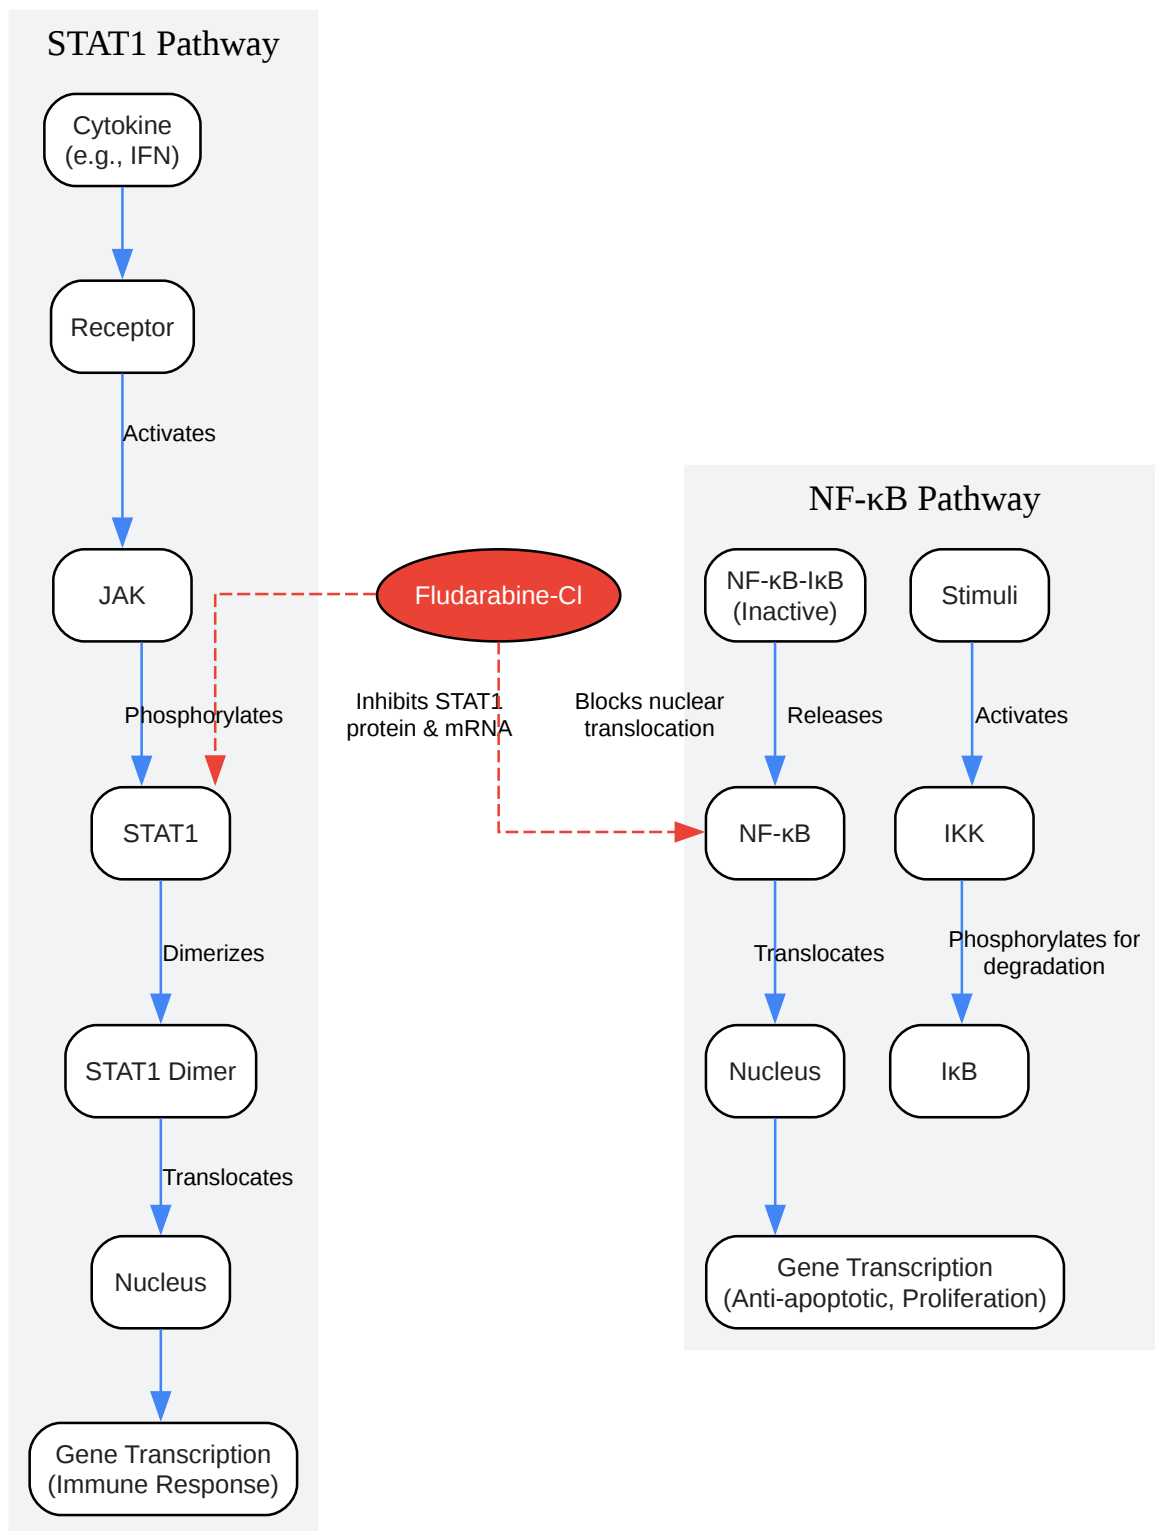 STAT1 Pathway
Cytokine
(e.g., IFN)
Receptor
Activates
JAK
Phosphorylates
STAT1
Dimerizes
STAT1 Dimer
Translocates
Nucleus
Gene Transcription
(Immune Response)
Fludarabine-Cl
Inhibits STAT1
protein & mRNA
Blocks nuclear
translocation
NF-κB Pathway
NF-κB-IκB
(Inactive)
Releases
NF-κB
Translocates
Nucleus
Gene Transcription
(Anti-apoptotic, Proliferation)
Stimuli
Activates
IKK
Phosphorylates for
degradation
IκB